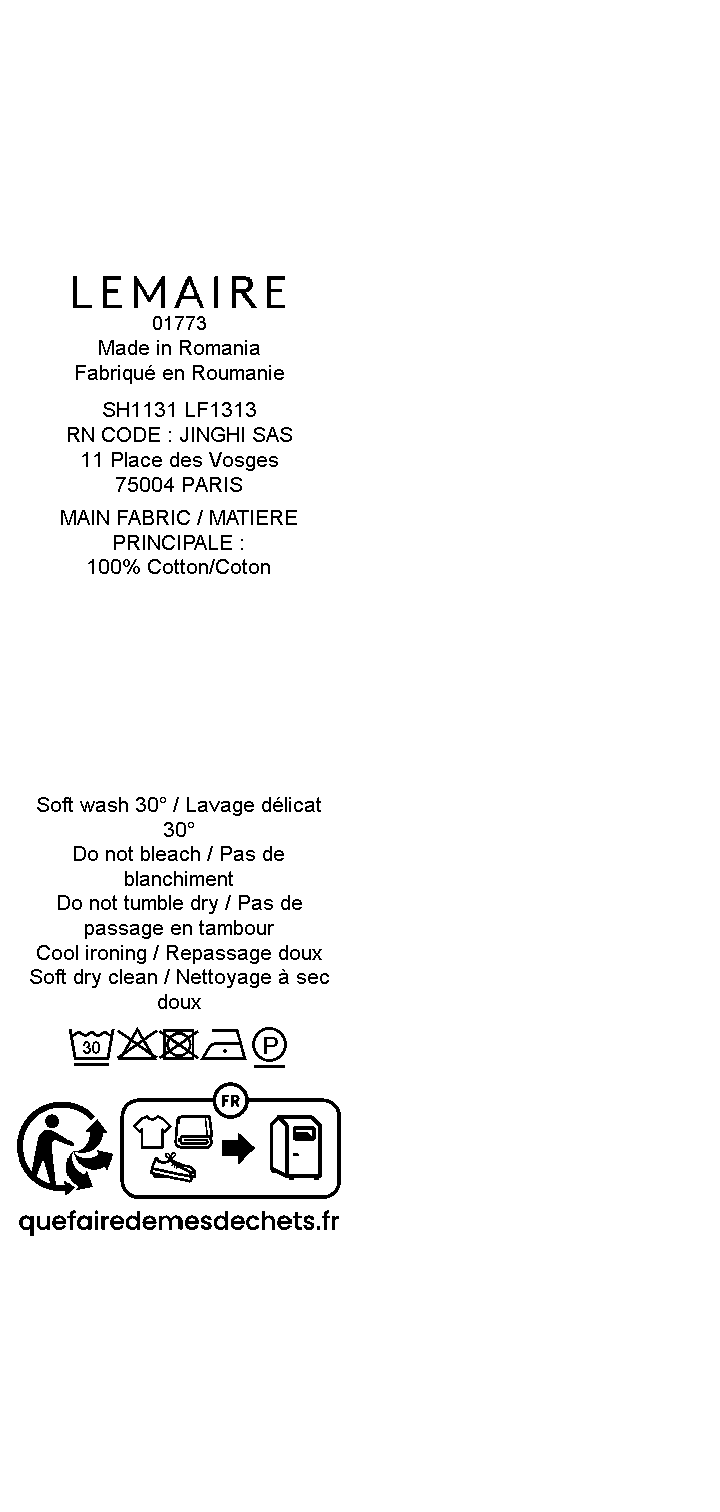 LEMAIRE
01773
Made in Romania
Fabriqué en Roumanie
SH1131 LF1313
RN CODE : JINGHI SAS
11 Place des Vosges
75004 PARIS
MAIN FABRIC / MATIERE
PRINCIPALE :
100% Cotton/Coton
Soft wash 30° / Lavage délicat
30°
Do not bleach / Pas de
blanchiment
Do not tumble dry / Pas de
passage en tambour
Cool ironing / Repassage doux
Soft dry clean / Nettoyage à sec
doux
30 P
FR
quefairedemesdechets.fr